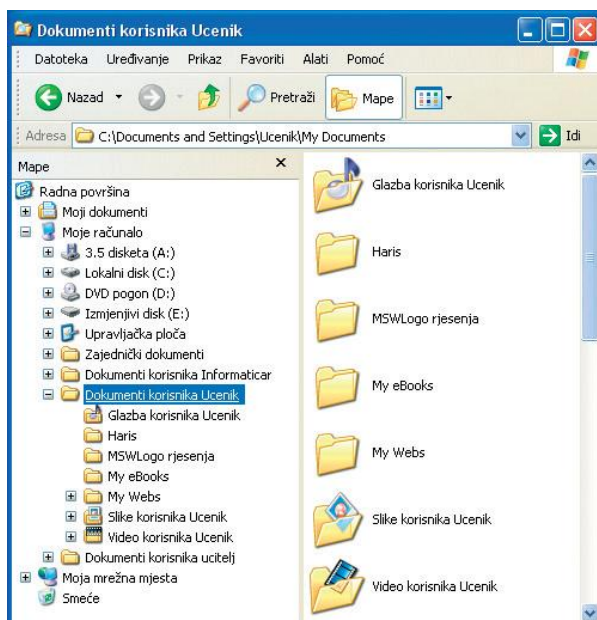 Dokumenti korisnika Ucenik
Datoteka Uređivanje Prikaz Favoriti Alati Pomoć
Nazad Pretraži Mape
Adresa C:\Documents and Settings\Ucenik\My Documents Idi
Mape
Radna površina
Moji dokumenti
Moje računalo
3.5 disketa (A:)
Lokalni disk (C:)
DVD pogon (D:)
Izmjenjivi disk (E:)
Upravljačka ploča
Zajednički dokumenti
Dokumenti korisnika Informaticar
Dokumenti korisnika Ucenik
Glazba korisnika Ucenik
Haris
MSWLogo rjesenja
My eBooks
My Webs
Slike korisnika Ucenik
Video korisnika Ucenik
Dokumenti korisnika ucitelj
Moja mrežna mjesta
Smeće
Glazba korisnika Ucenik
Haris
MSWLogo rjesenja
My eBooks
My Webs
Slike korisnika Ucenik
Video korisnika Ucenik